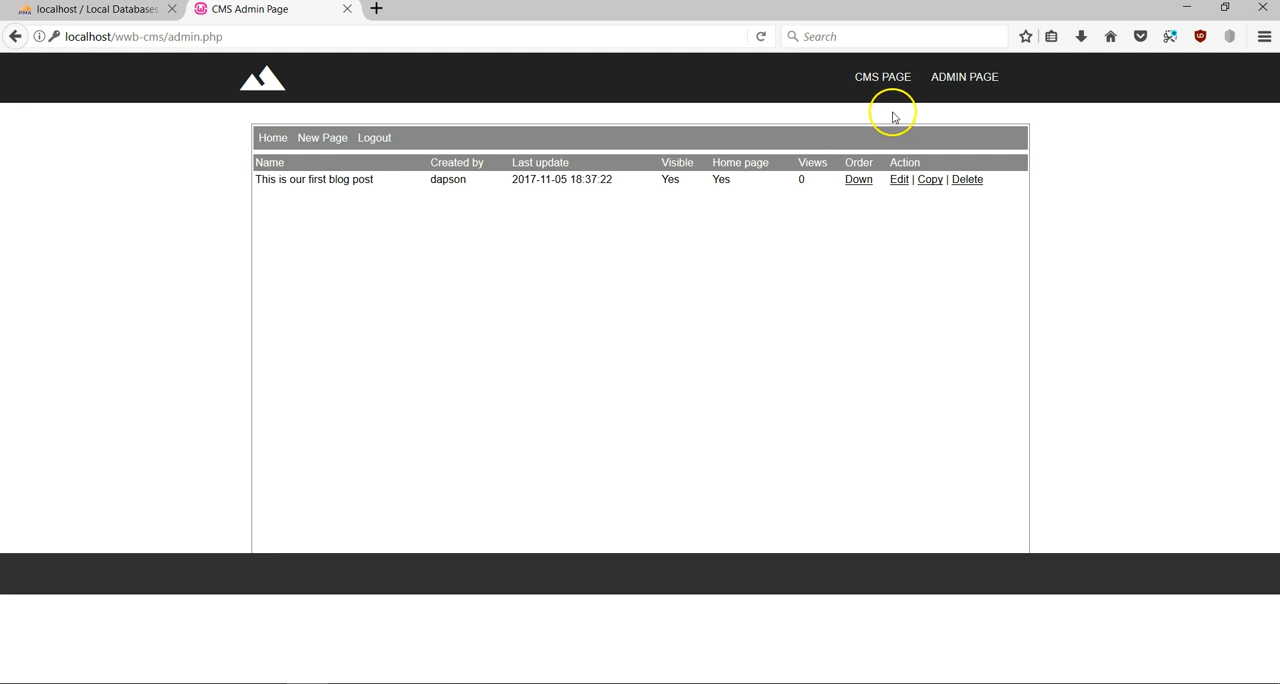 localhost / Local Databases
CMS Admin Page
localhost/wwb-cms/admin.php
Search
CMS PAGE ADMIN PAGE
Home New Page Logout
Name Created by Last update Visible Home page Views Order Action
This is our first blog post dapson 2017-11-05 18:37:22 Yes Yes 0 Down Edit | Copy | Delete